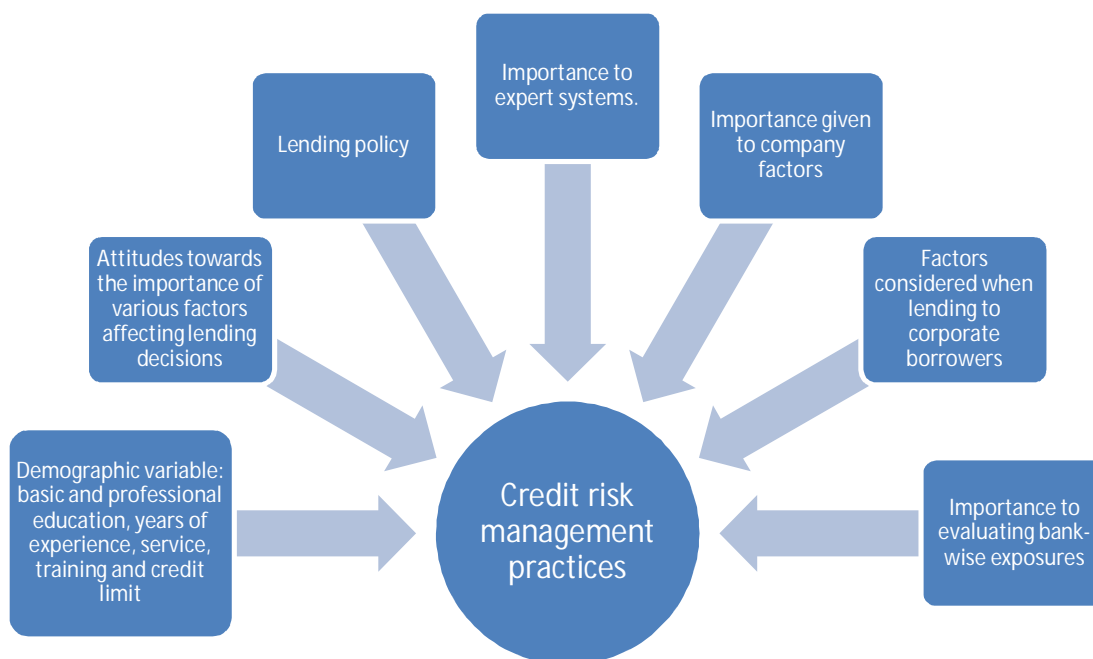 Importance to
expert systems.
Lending policy
Importance given
to company
factors
Attitudes towards
the importance of
various factors
affecting lending
decisions
Factors
considered when
lending to
corporate
borrowers
Demographic variable:
basic and professional
education, years of
experience, service,
training and credit
limit
Credit risk
management
practices
Importance to
evaluating bank-
wise exposures